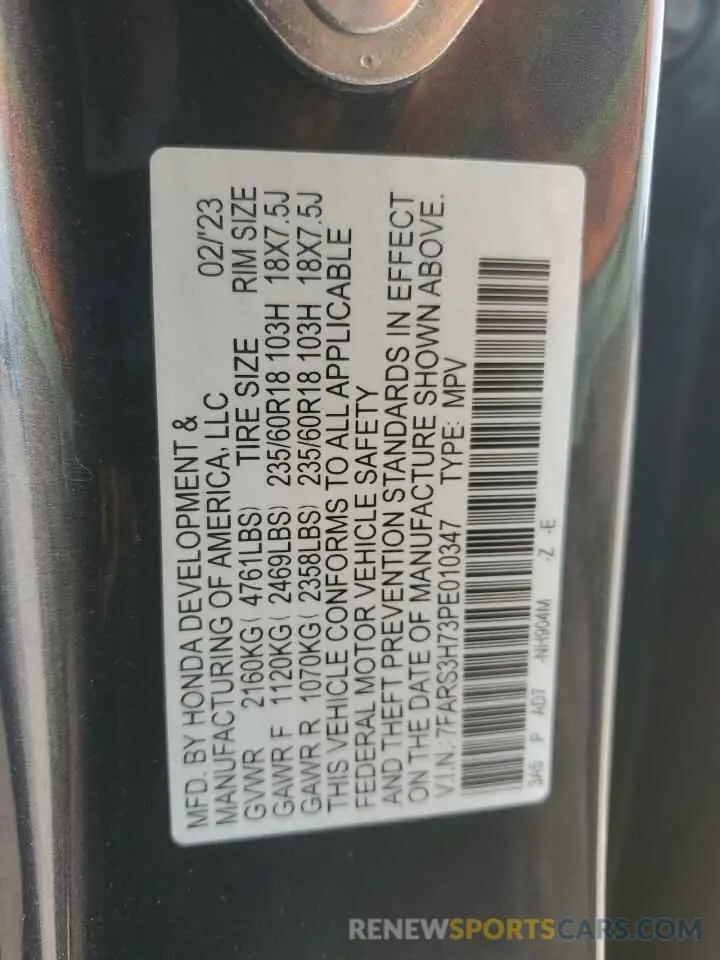 MFD. BY HONDA DEVELOPMENT &
MANUFACTURING OF AMERICA, LLC 02/'23
GVWR 2160KG( 4761LBS) TIRE SIZE RIM SIZE
GAWR F 1120KG( 2469LBS) 235/60R18 103H 18X7.5J
GAWR R 1070KG( 2358LBS) 235/60R18 103H 18X7.5J
THIS VEHICLE CONFORMS TO ALL APPLICABLE
FEDERAL MOTOR VEHICLE SAFETY
AND THEFT PREVENTION STANDARDS IN EFFECT
ON THE DATE OF MANUFACTURE SHOWN ABOVE.
V.I.N.: 7FARS3H73PE010347 TYPE: MPV
3A5 P AD7 -NH904M -Z -E
RENEWSPORTSCARS.COM